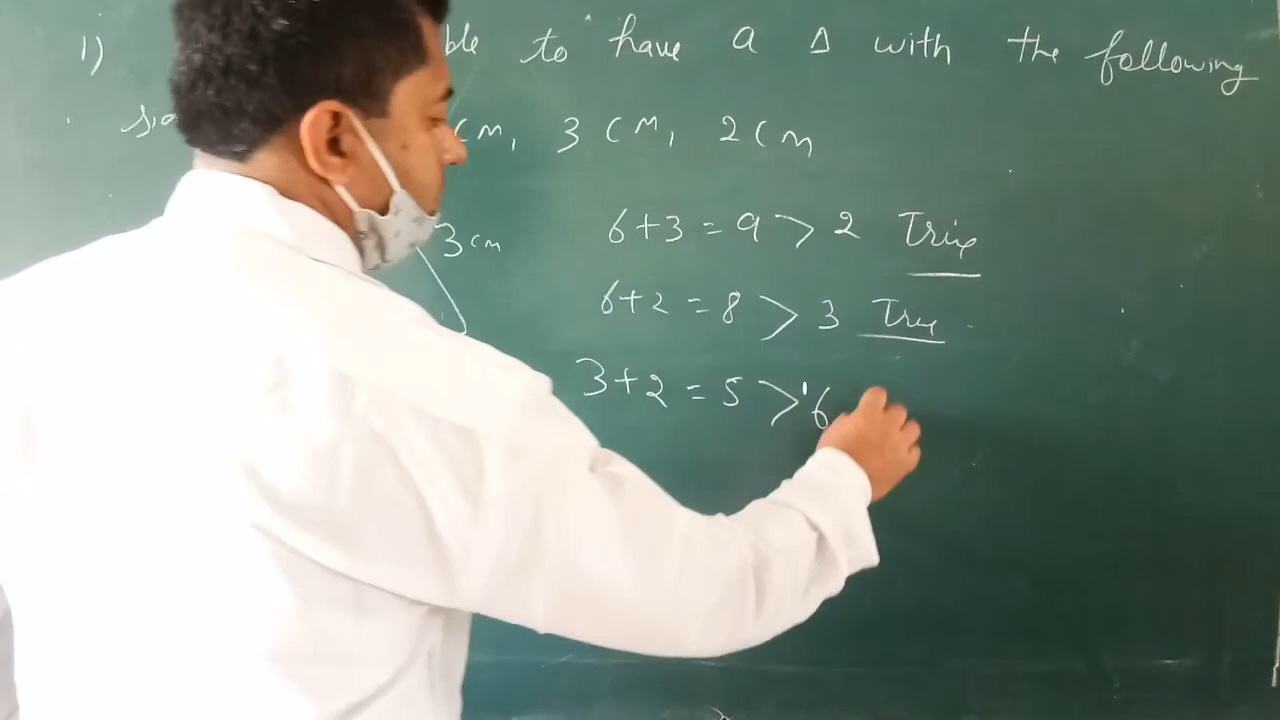 1) ble to have a Δ with the following
cm, 3 cm, 2 cm
3 cm
6+3 = 9 > 2 True
6+2 = 8 > 3 True
3+2 = 5 > 6